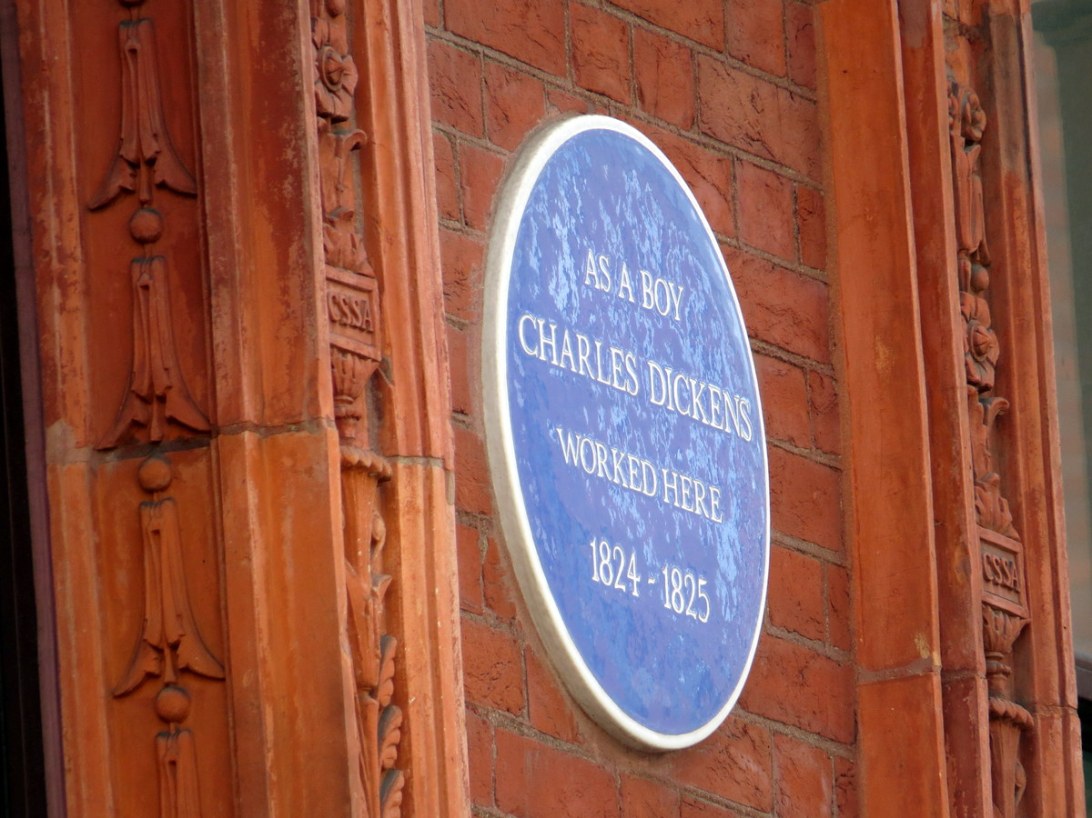 CSSA
AS A BOY
CHARLES DICKENS
WORKED HERE
1824 - 1825
CSSA